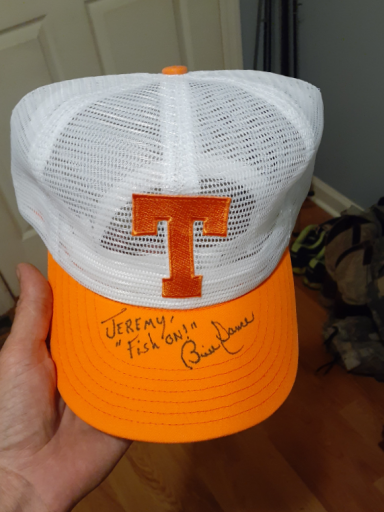 T
JEREMY,
"Fish ON!"
Bill Dance